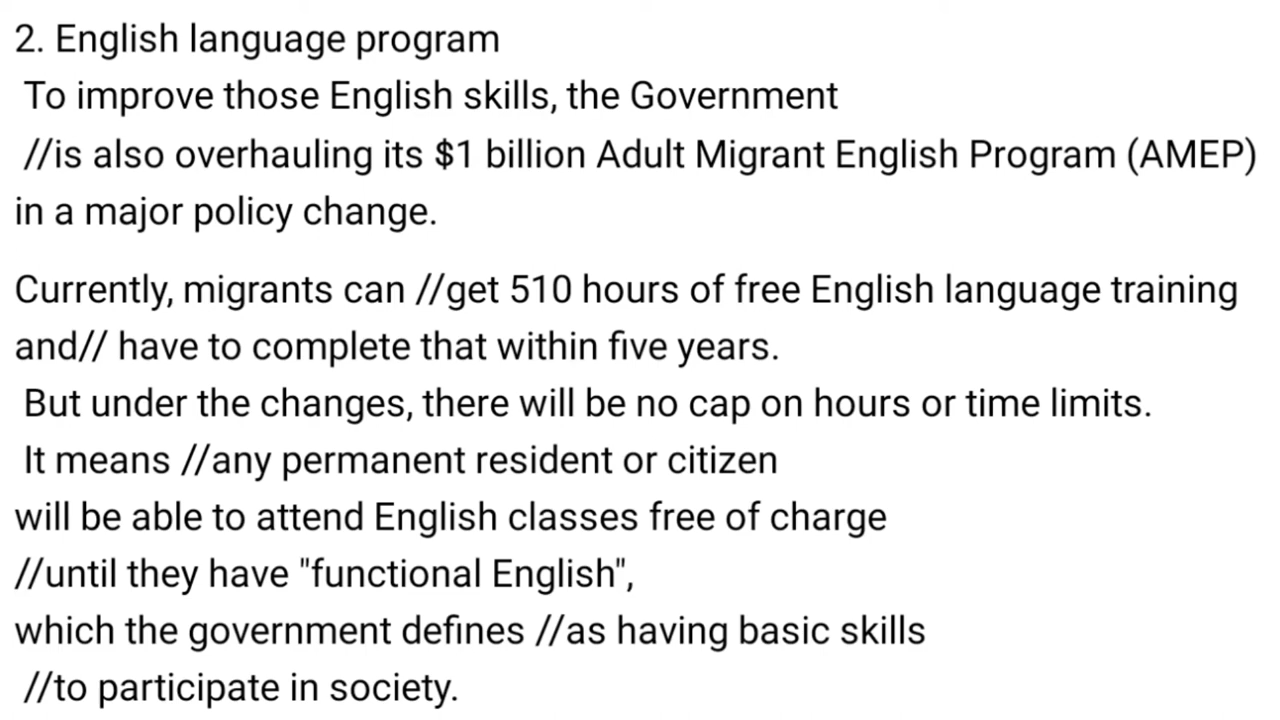 2. English language program
To improve those English skills, the Government
//is also overhauling its $1 billion Adult Migrant English Program (AMEP)
in a major policy change.
Currently, migrants can //get 510 hours of free English language training
and// have to complete that within five years.
But under the changes, there will be no cap on hours or time limits.
It means //any permanent resident or citizen
will be able to attend English classes free of charge
//until they have "functional English",
which the government defines //as having basic skills
//to participate in society.